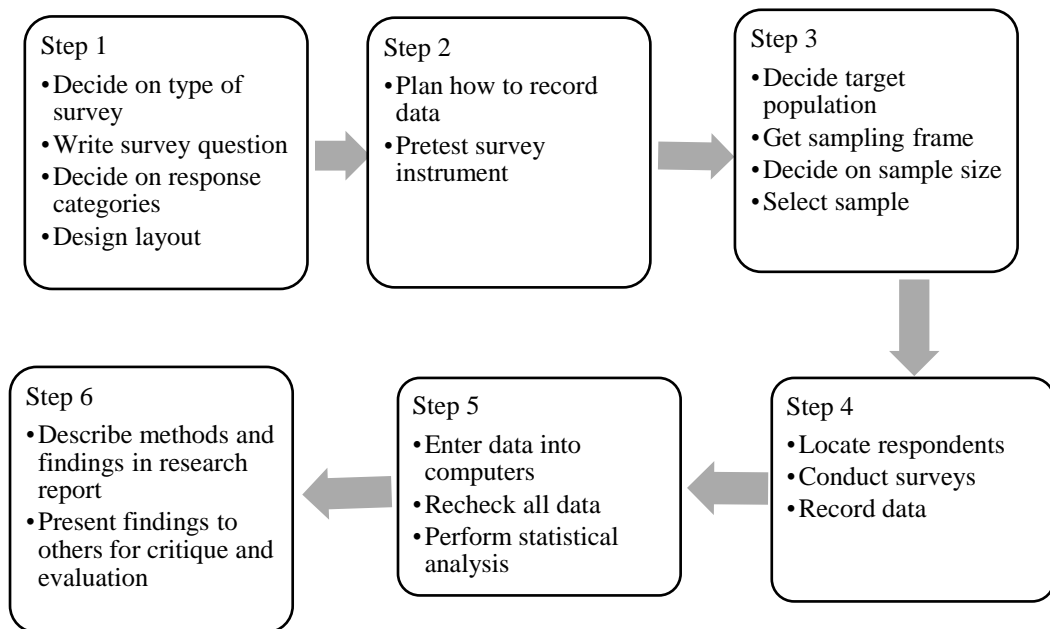 Step 1
•Decide on type of
survey
•Write survey question
•Decide on response
categories
•Design layout
Step 2
•Plan how to record
data
•Pretest survey
instrument
Step 3
•Decide target
population
•Get sampling frame
•Decide on sample size
•Select sample
Step 4
•Locate respondents
•Conduct surveys
•Record data
Step 5
•Enter data into
computers
•Recheck all data
•Perform statistical
analysis
Step 6
•Describe methods and
findings in research
report
•Present findings to
others for critique and
evaluation